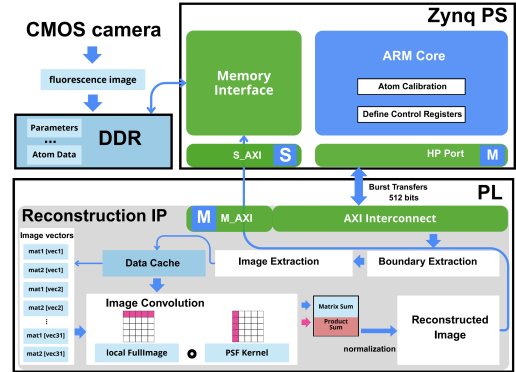 Zynq PS
CMOS camera
fluorescence image
Parameters
...
Atom Data
DDR
Memory
Interface
ARM Core
Atom Calibration
Define Control Registers
S_AXI
S
HP Port
M
Burst Transfers
512 bits
PL
Reconstruction IP
M
M_AXI
AXI Interconnect
Image vectors
mat1 [vec1]
mat2 [vec1]
mat1 [vec2]
mat2 [vec2]
⋮
mat1 [vec31]
mat2 [vec31]
Data Cache
Image Extraction
Boundary Extraction
Image Convolution
local FullImage
PSF Kernel
Matrix Sum
Product
Sum
normalization
Reconstructed
Image